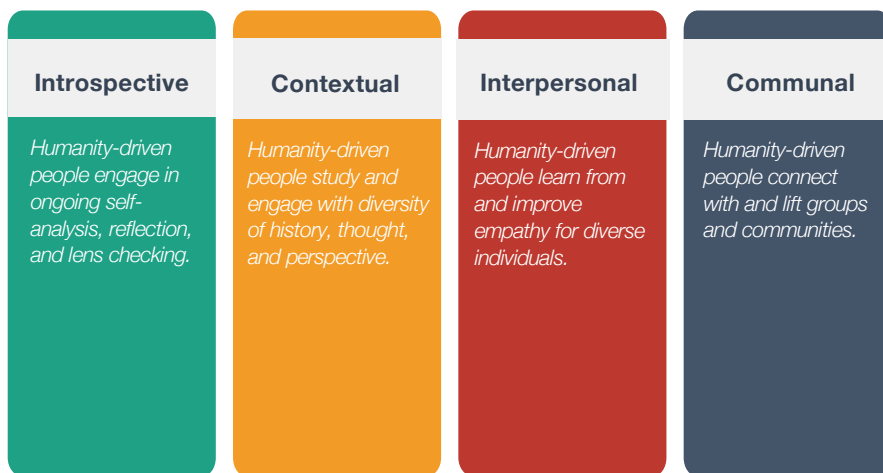 Introspective
Humanity-driven
people engage in
ongoing self-
analysis, reflection,
and lens checking.
Contextual
Humanity-driven
people study and
engage with diversity
of history, thought,
and perspective.
Interpersonal
Humanity-driven
people learn from
and improve
empathy for diverse
individuals.
Communal
Humanity-driven
people connect
with and lift groups
and communities.